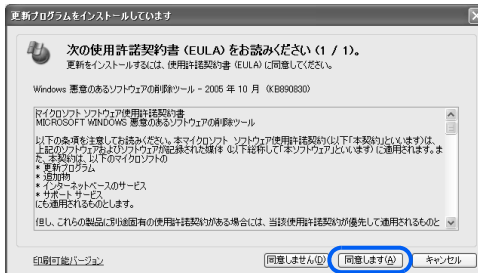 更新プログラムをインストールしています
次の使用許諾契約書 (EULA) をお読みください (1 / 1)。
更新をインストールするには、使用許諾契約書 (EULA) に同意してください。
Windows 悪意のあるソフトウェアの削除ツール - 2005 年 10 月 (KB890830)
マイクロソフト ソフトウェア使用許諾契約書
MICROSOFT WINDOWS 悪意のあるソフトウェアの削除ツール
以下の条項を注意してお読みください。本マイクロソフト ソフトウェア使用許諾契約(以下「本契約」といいます)は、
上記のソフトウェアおよびソフトウェアが記録された媒体 (以下総称して「本ソフトウェア」といいます) に適用されます。ま
た、本契約は、以下のマイクロソフトの
* 更新プログラム
* 追加物
* インターネットベースのサービス
* サポート サービス
にも適用されるものとします。
但し、これらの製品に別途固有の使用許諾契約がある場合には、当該使用許諾契約が優先して適用されるものと
印刷可能バージョン
同意しません(D)
同意します(A)
キャンセル